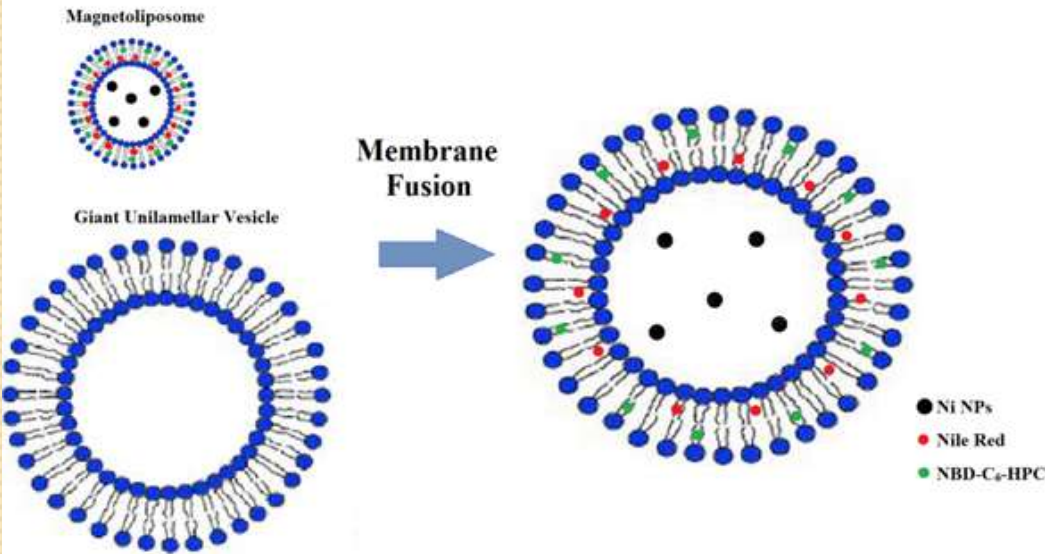 Magnetoliposome
Giant Unilamellar Vesicle
Membrane
Fusion
Ni NPs
Nile Red
NBD-C₆-HPC